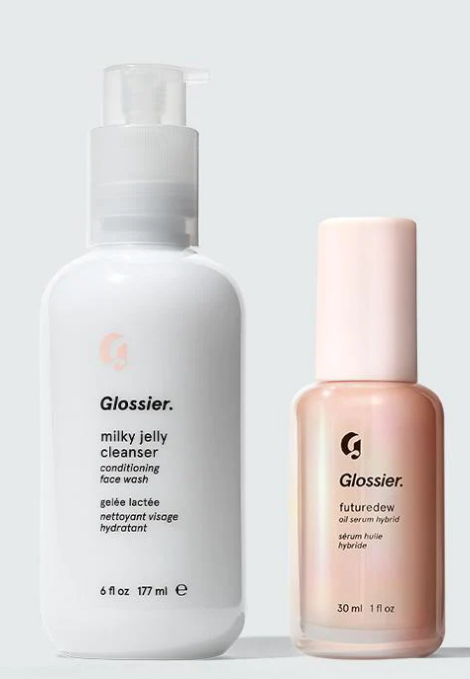 Glossier.
milky jelly
cleanser
conditioning
face wash
gelée lactée
nettoyant visage
hydratant
6 fl oz 177 ml ℮
Glossier.
futuredew
oil serum hybrid
sérum huile
hybride
30 ml 1 fl oz